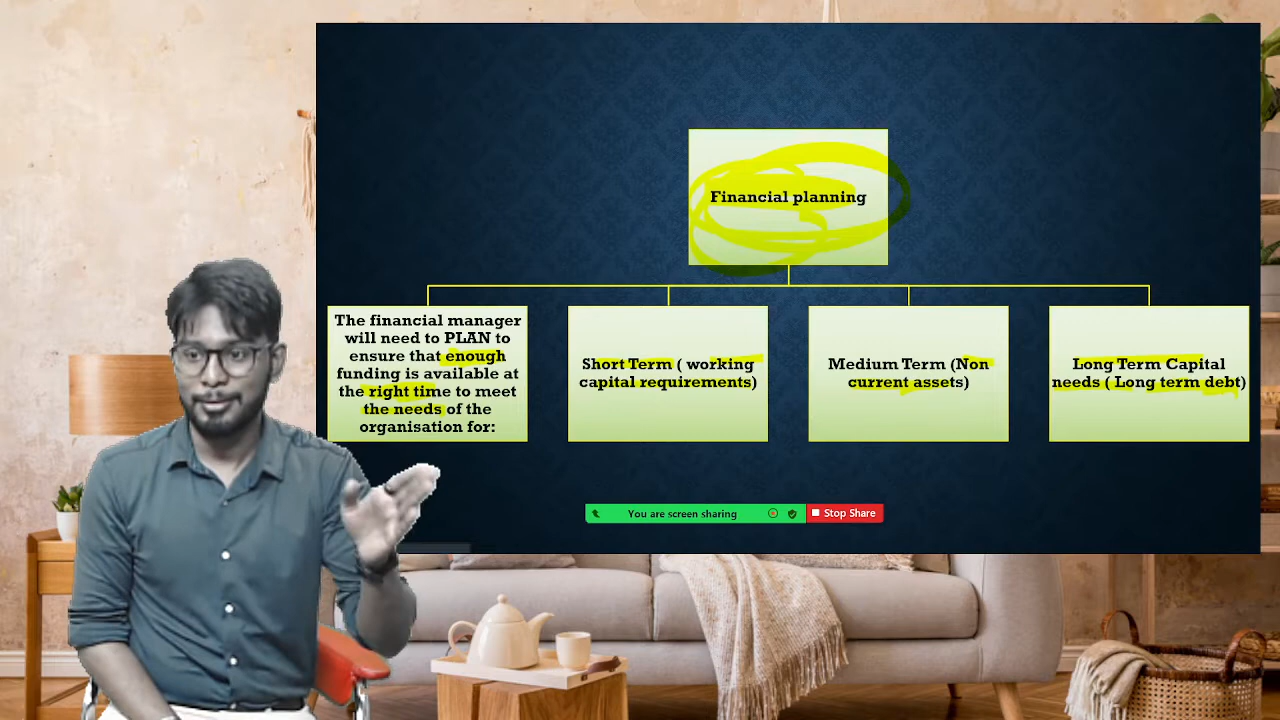 Financial planning
The financial manager
will need to PLAN to
ensure that enough
funding is available at
the right time to meet
the needs of the
organisation for:
Short Term ( working
capital requirements)
Medium Term (Non
current assets)
Long Term Capital
needs ( Long term debt)
You are screen sharing
Stop Share